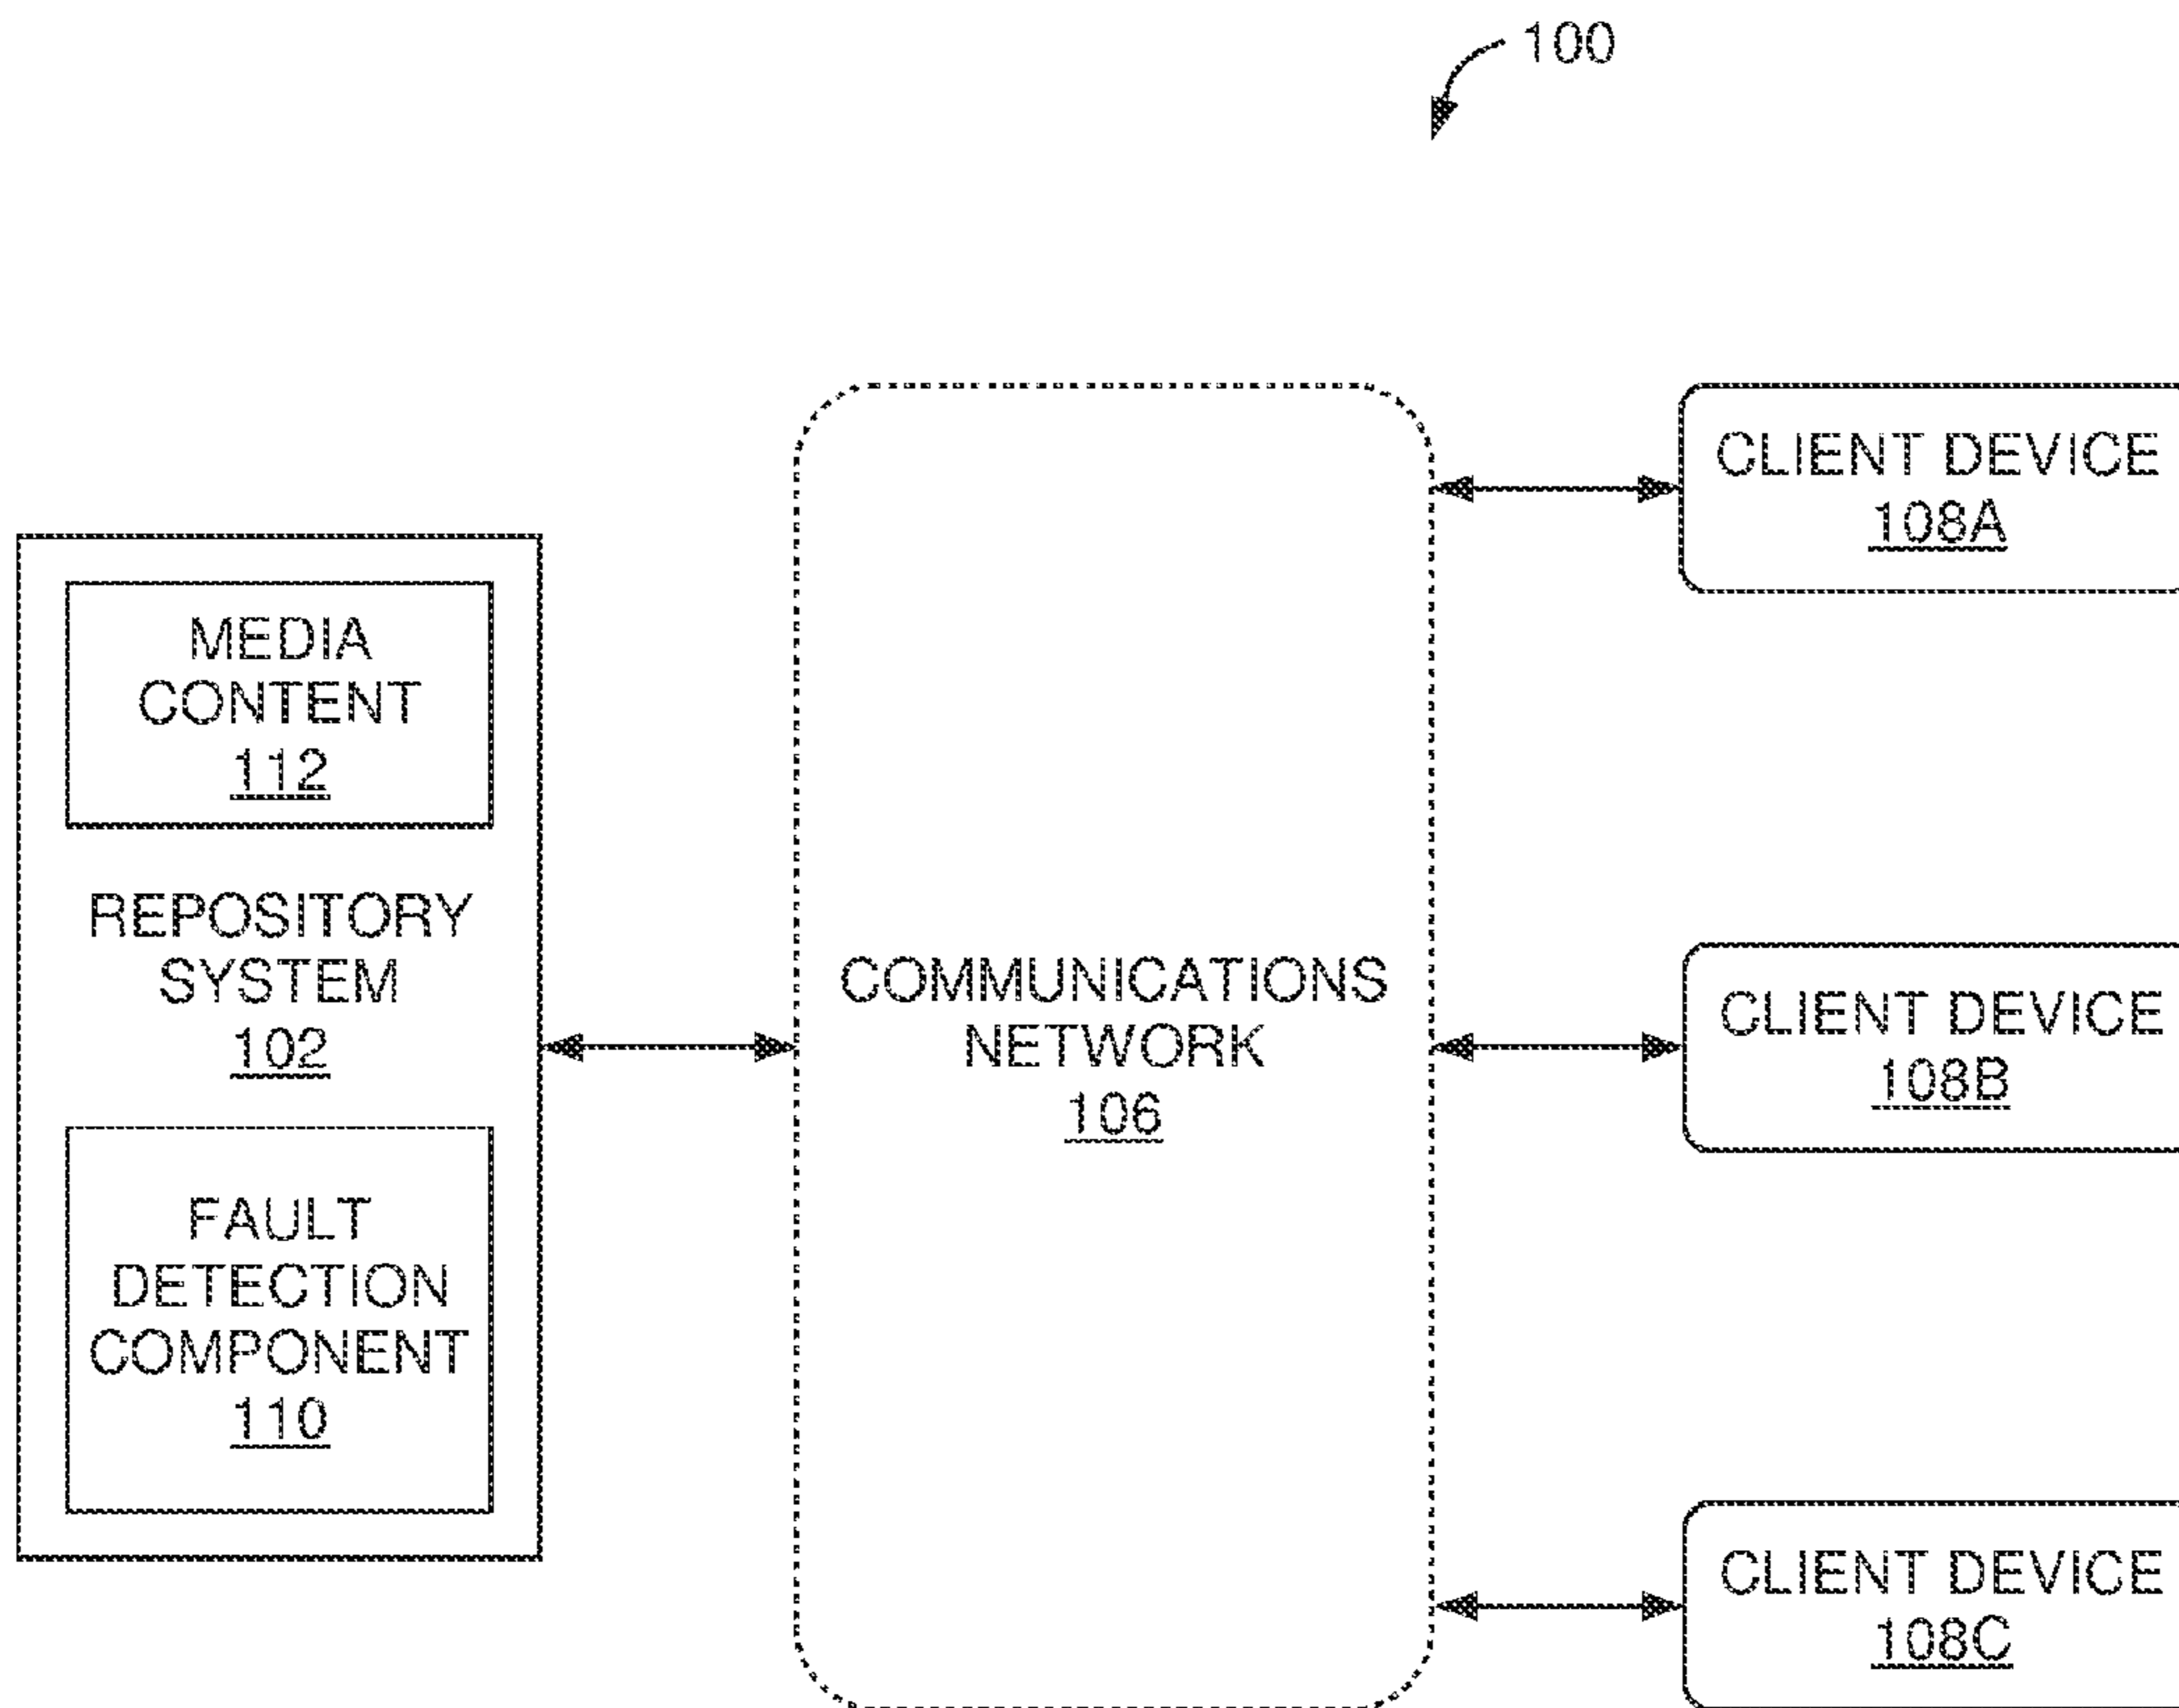 100
MEDIA
CONTENT
112
REPOSITORY
SYSTEM
102
FAULT
DETECTION
COMPONENT
110
COMMUNICATIONS
NETWORK
106
CLIENT DEVICE
108A
CLIENT DEVICE
108B
CLIENT DEVICE
108C